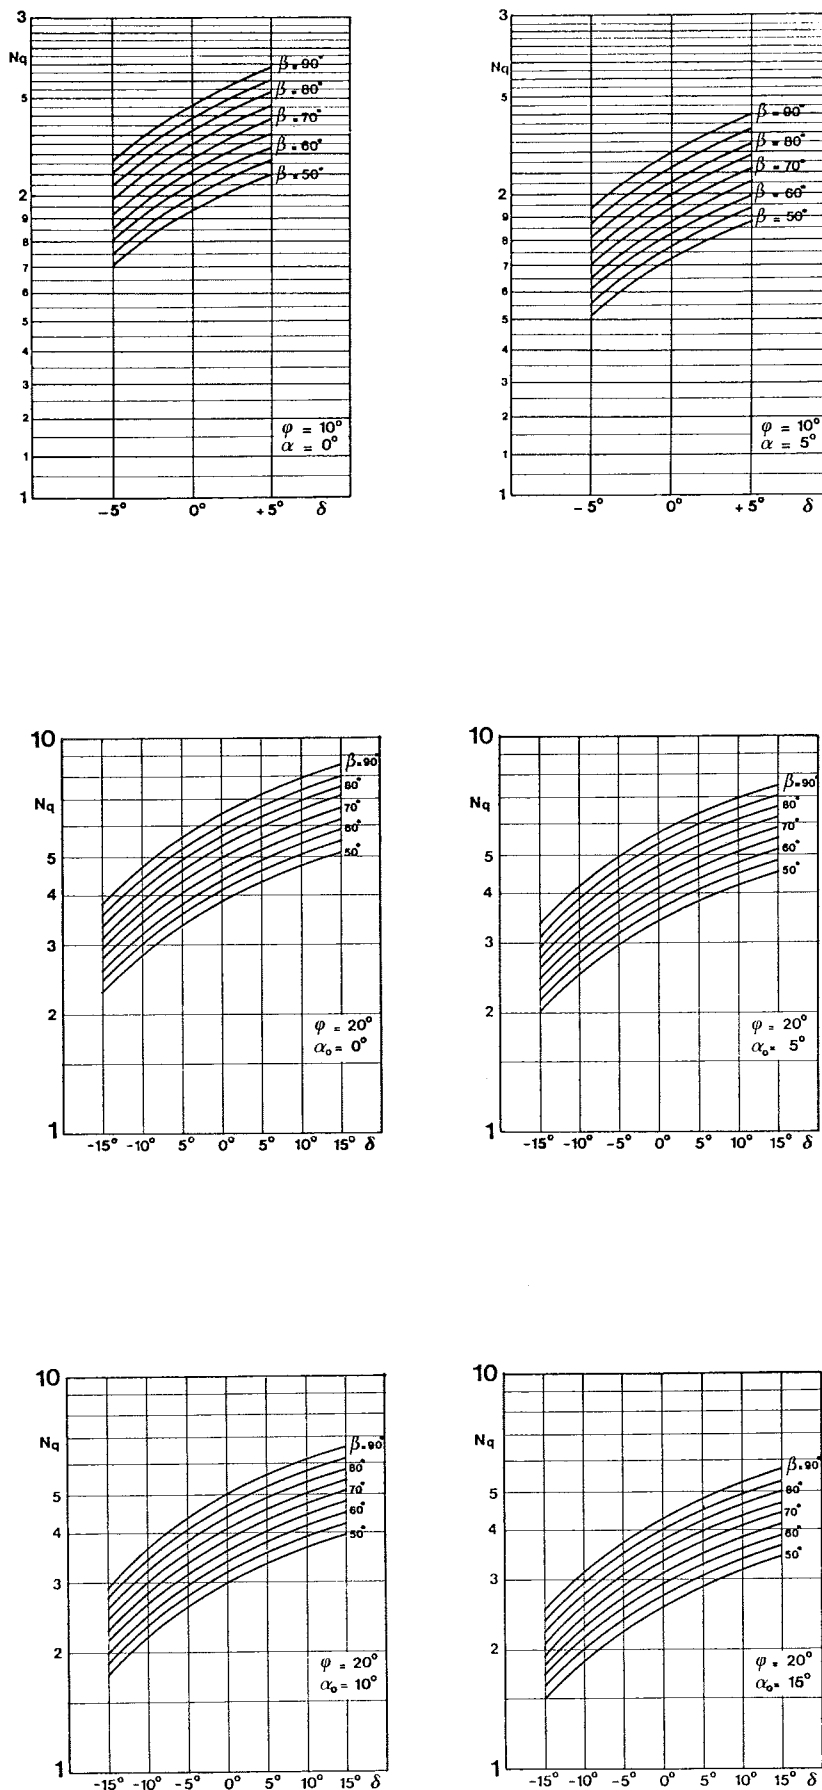 3
Nq
β = 90°
β = 80°
5
β = 70°
β = 60°
β = 50°
2
9
8
7
6
5
4
3
2
φ = 10°
α = 0°
1
1
-5° 0° +5° δ
3
Nq
5
β = 90°
β = 80°
β = 70°
2
β = 60°
9
β = 50°
8
7
6
5
4
3
2
φ = 10°
α = 5°
1
1
-5° 0° +5° δ
10
β = 90°
80°
Nq
70°
60°
5
50°
4
3
2
φ = 20°
α₀ = 0°
1
-15° -10° 5° 0° 5° 10° 15° δ
10
β = 90°
Nq
80°
70°
60°
5
50°
4
3
2
φ = 20°
α₀ = 5°
1
-15° -10° -5° 0° 5° 10° 15° δ
10
Nq
β = 90°
80°
70°
5
60°
50°
4
3
2
φ = 20°
α₀ = 10°
1
-15° -10° -5° 0° 5° 10° 15° δ
10
Nq
β = 90°
80°
5
70°
60°
4
50°
3
2
φ = 20°
α₀ = 15°
1
-15° -10° -5° 0° 5° 10° 15° δ